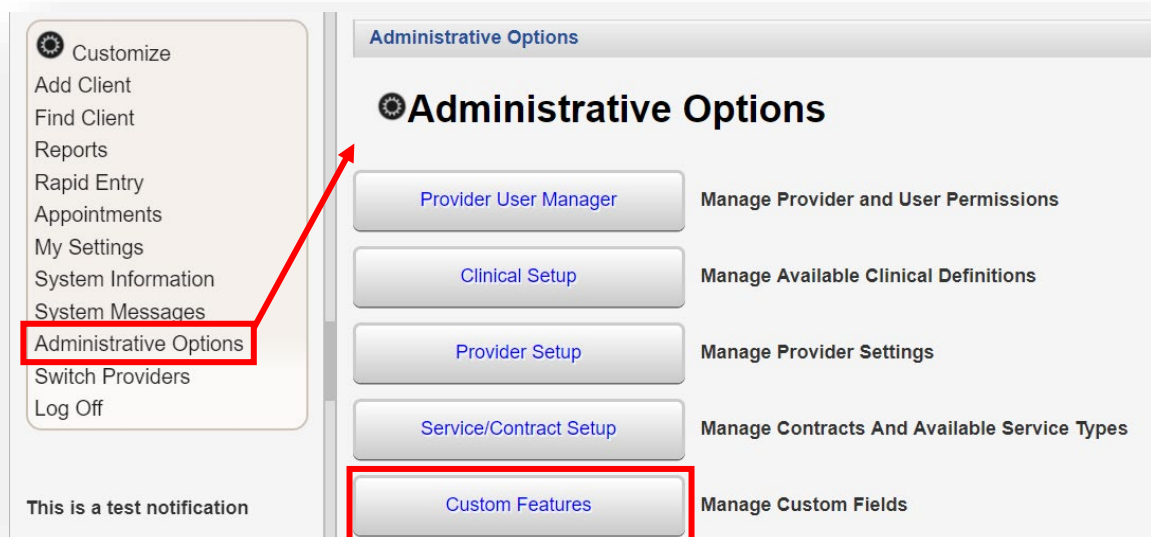 Customize
Add Client
Find Client
Reports
Rapid Entry
Appointments
My Settings
System Information
System Messages
Administrative Options
Switch Providers
Log Off
This is a test notification
Administrative Options
Administrative Options
Provider User Manager Manage Provider and User Permissions
Clinical Setup Manage Available Clinical Definitions
Provider Setup Manage Provider Settings
Service/Contract Setup Manage Contracts And Available Service Types
Custom Features Manage Custom Fields